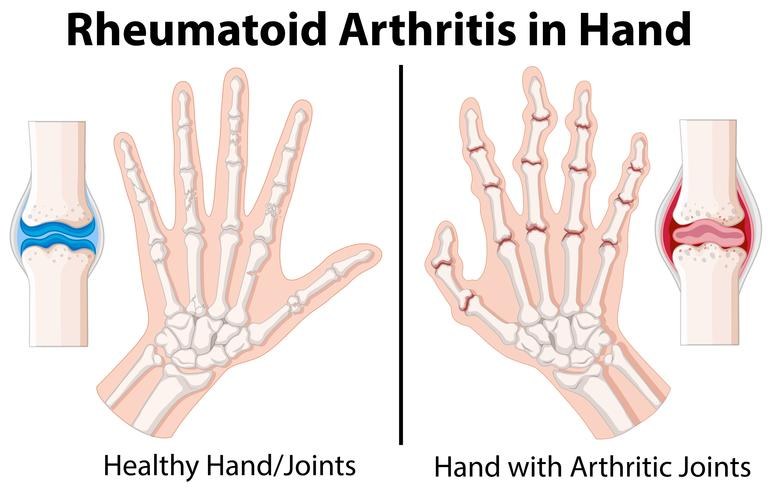 Rheumatoid Arthritis in Hand
Healthy Hand/Joints
Hand with Arthritic Joints